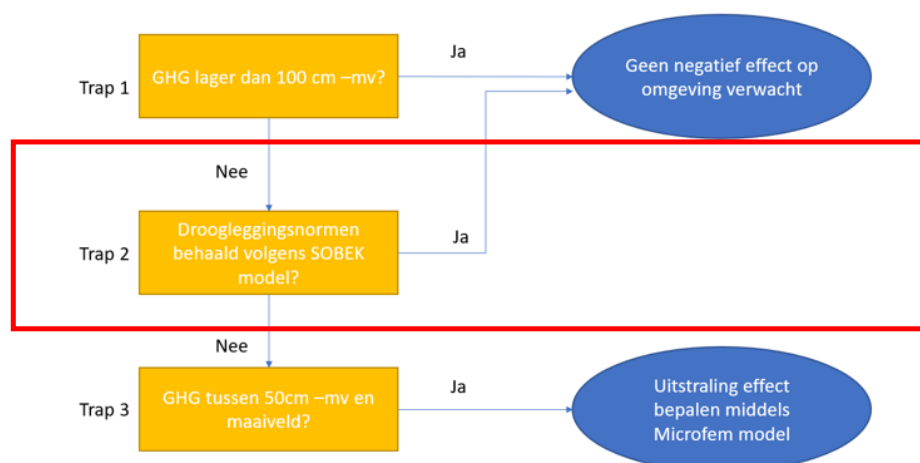 Trap 1
GHG lager dan 100 cm –mv?
Ja
Geen negatief effect op
omgeving verwacht
Nee
Trap 2
Droogleggingsnormen
behaald volgens SOBEK
model?
Ja
Nee
Trap 3
GHG tussen 50cm –mv en
maaiveld?
Ja
Uitstraling effect
bepalen middels
Microfem model